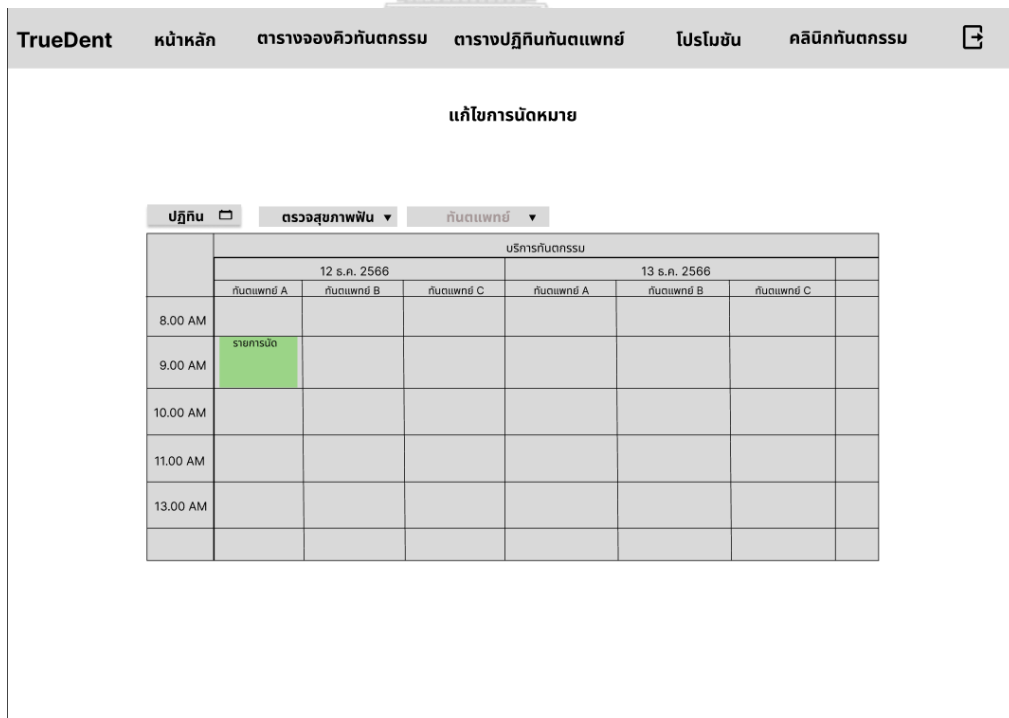 TrueDent หน้าหลัก ตารางจองคิวทันตกรรม ตารางปฏิทินทันตแพทย์ โปรโมชัน คลินิกทันตกรรม
แก้ไขการนัดหมาย
ปฏิทิน ตรวจสุขภาพฟัน ▼ ทันตแพทย์ ▼
บริการทันตกรรม
12 ธ.ค. 2566 13 ธ.ค. 2566
ทันตแพทย์ A ทันตแพทย์ B ทันตแพทย์ C ทันตแพทย์ A ทันตแพทย์ B ทันตแพทย์ C
8.00 AM
รายการนัด
9.00 AM
10.00 AM
11.00 AM
13.00 AM